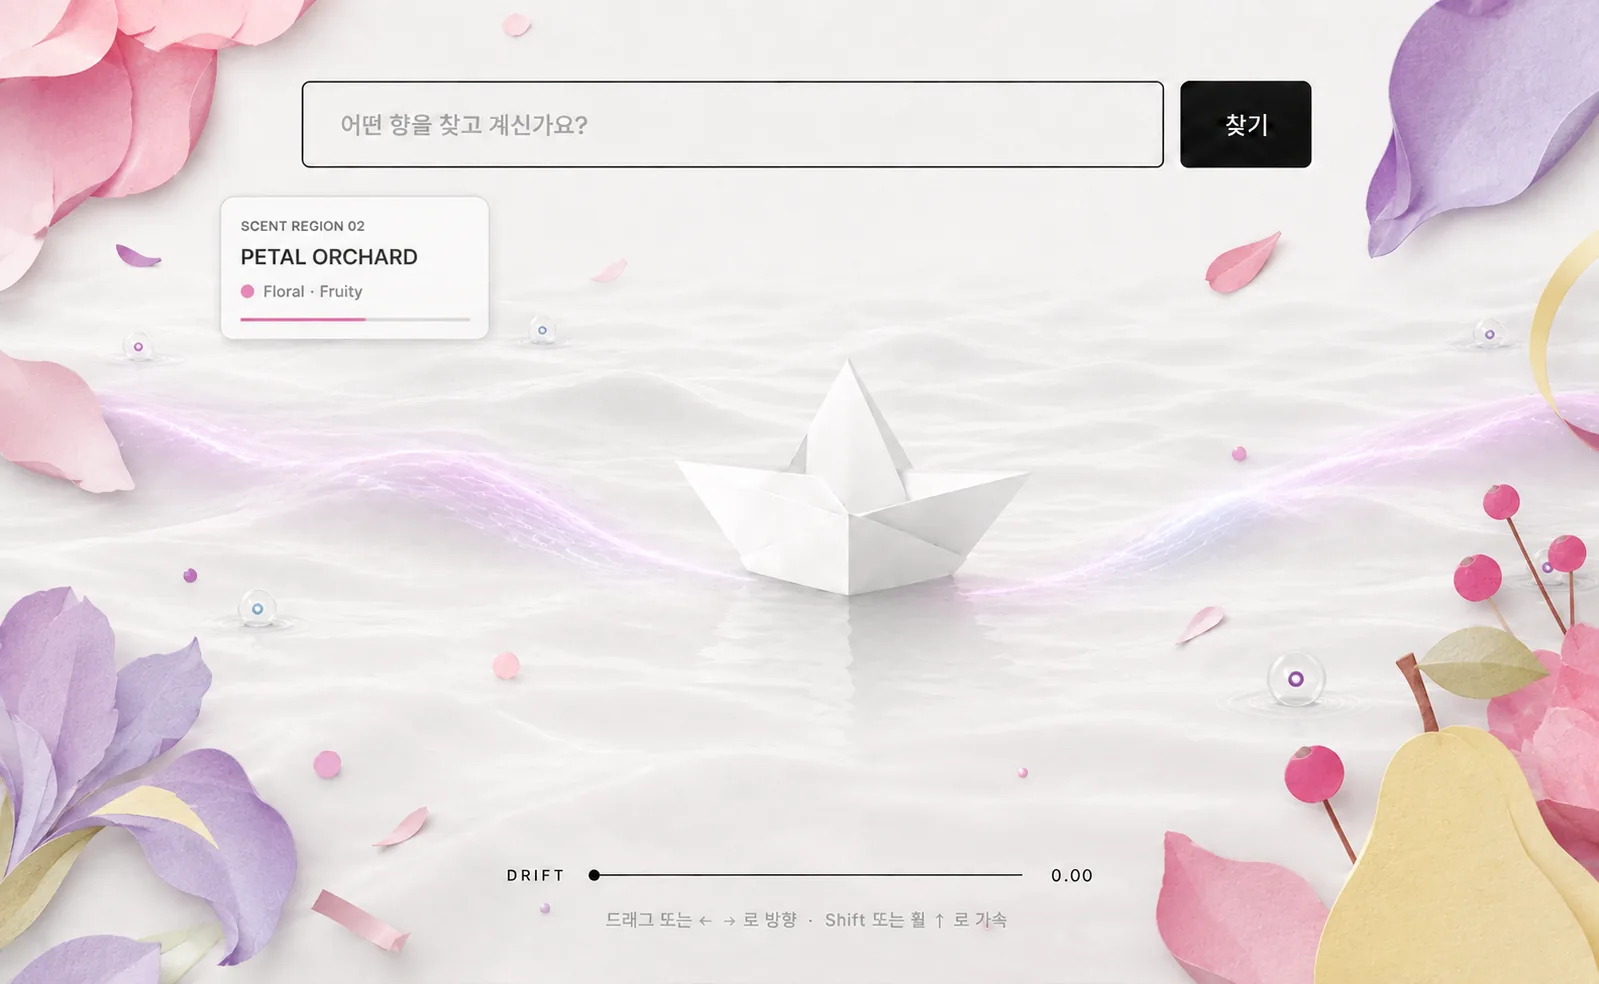 어떤 향을 찾고 계신가요?
찾기
SCENT REGION 02
PETAL ORCHARD
Floral · Fruity
DRIFT
0.00
드래그 또는 ← → 로 방향 · Shift 또는 휠 ↑ 로 가속